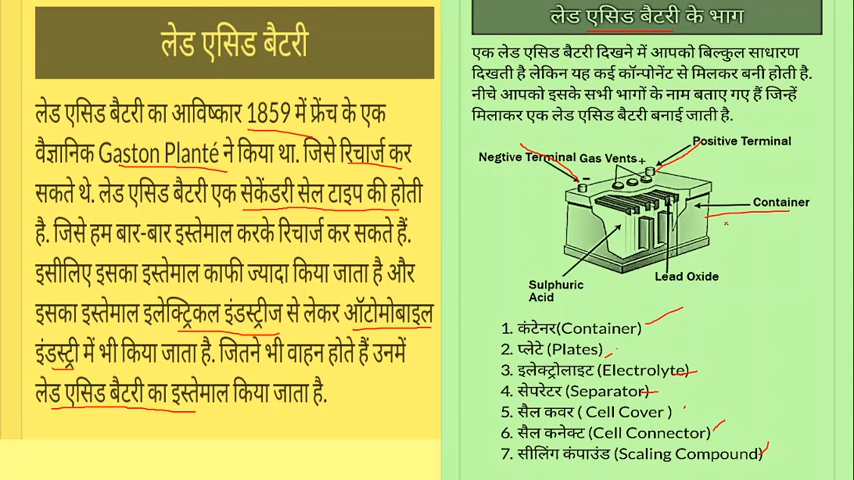 लेड एसिड बैटरी
लेड एसिड बैटरी का आविष्कार 1859 में फ्रेंच के एक
वैज्ञानिक Gaston Planté ने किया था. जिसे रिचार्ज कर
सकते थे. लेड एसिड बैटरी एक सेकेंडरी सेल टाइप की होती
है. जिसे हम बार-बार इस्तेमाल करके रिचार्ज कर सकते हैं.
इसीलिए इसका इस्तेमाल काफी ज्यादा किया जाता है और
इसका इस्तेमाल इलेक्ट्रिकल इंडस्ट्रीज से लेकर ऑटोमोबाइल
इंडस्ट्री में भी किया जाता है. जितने भी वाहन होते हैं उनमें
लेड एसिड बैटरी का इस्तेमाल किया जाता है.
लेड एसिड बैटरी के भाग
एक लेड एसिड बैटरी दिखने में आपको बिल्कुल साधारण
दिखती है लेकिन यह कई कॉम्पोनेंट से मिलकर बनी होती है.
नीचे आपको इसके सभी भागों के नाम बताए गए हैं जिन्हें
मिलाकर एक लेड एसिड बैटरी बनाई जाती है.
Positive Terminal
Negtive Terminal Gas Vents +
−
Container
Lead Oxide
Sulphuric
Acid
1. कंटेनर(Container)
2. प्लेटे (Plates)
3. इलेक्ट्रोलाइट (Electrolyte)
4. सेपरेटर (Separator)
5. सैल कवर ( Cell Cover )
6. सैल कनेक्ट (Cell Connector)
7. सीलिंग कंपाउंड (Scaling Compound)